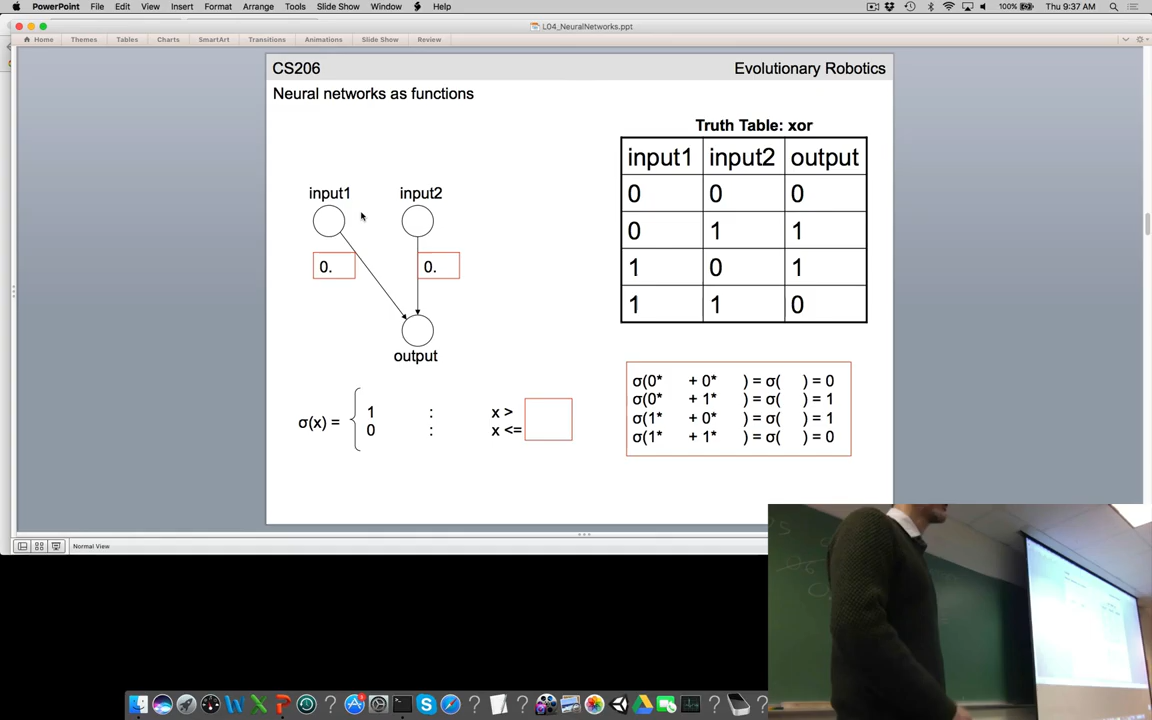 PowerPoint File Edit View Insert Format Arrange Tools Slide Show Window Help 100% Thu 9:37 AM
L04_NeuralNetworks.ppt
Home Themes Tables Charts SmartArt Transitions Animations Slide Show Review
CS206 Evolutionary Robotics
Neural networks as functions
Truth Table: xor
input1 input2 output
0 0 0
0 1 1
1 0 1
1 1 0
input1 input2
0. 0.
output
σ(x) =
1 : x >
0 : x <=
σ(0* + 0* ) = σ( ) = 0
σ(0* + 1* ) = σ( ) = 1
σ(1* + 0* ) = σ( ) = 1
σ(1* + 1* ) = σ( ) = 0
Normal View